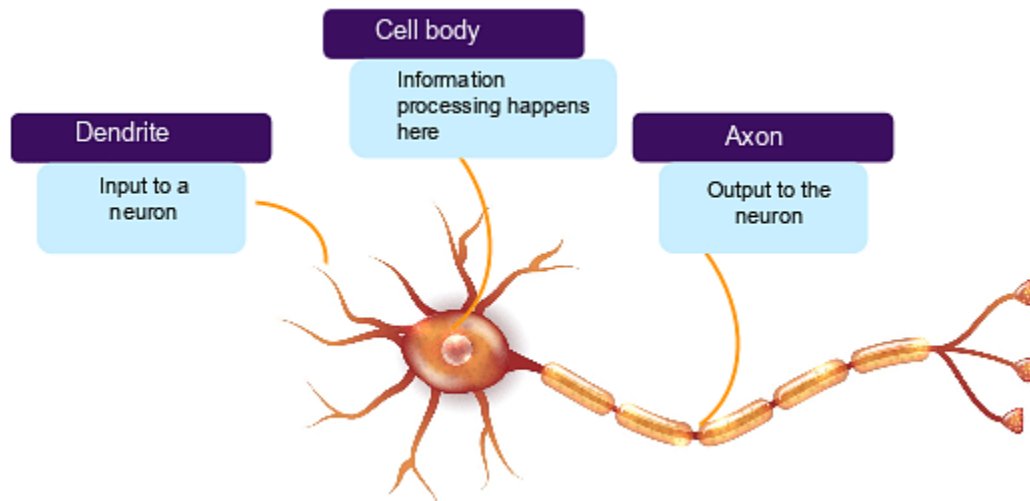 Cell body
Information
processing happens
here
Dendrite
Input to a
neuron
Axon
Output to the
neuron